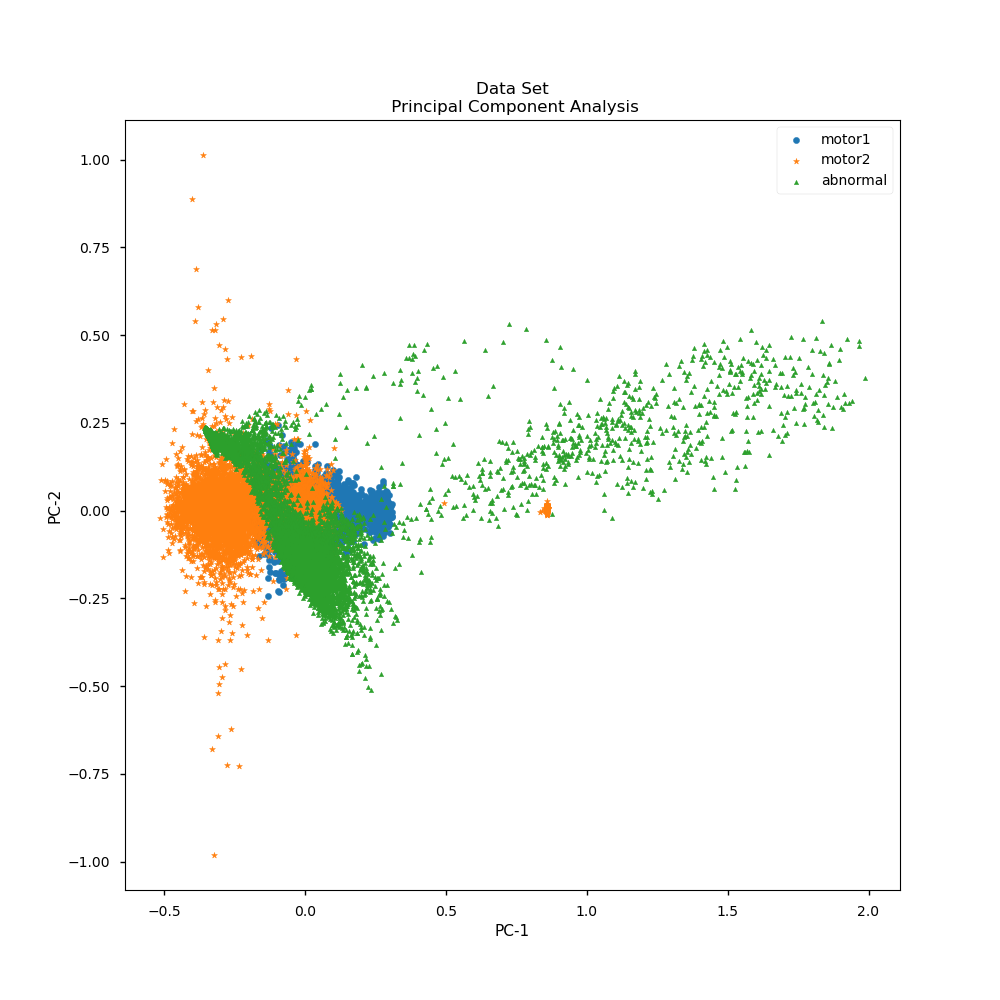 Data Set
Principal Component Analysis
motor1
motor2
abnormal
1.00
0.75
0.50
0.25
0.00
−0.25
−0.50
−0.75
−1.00
PC-2
−0.5
0.0
0.5
1.0
1.5
2.0
PC-1